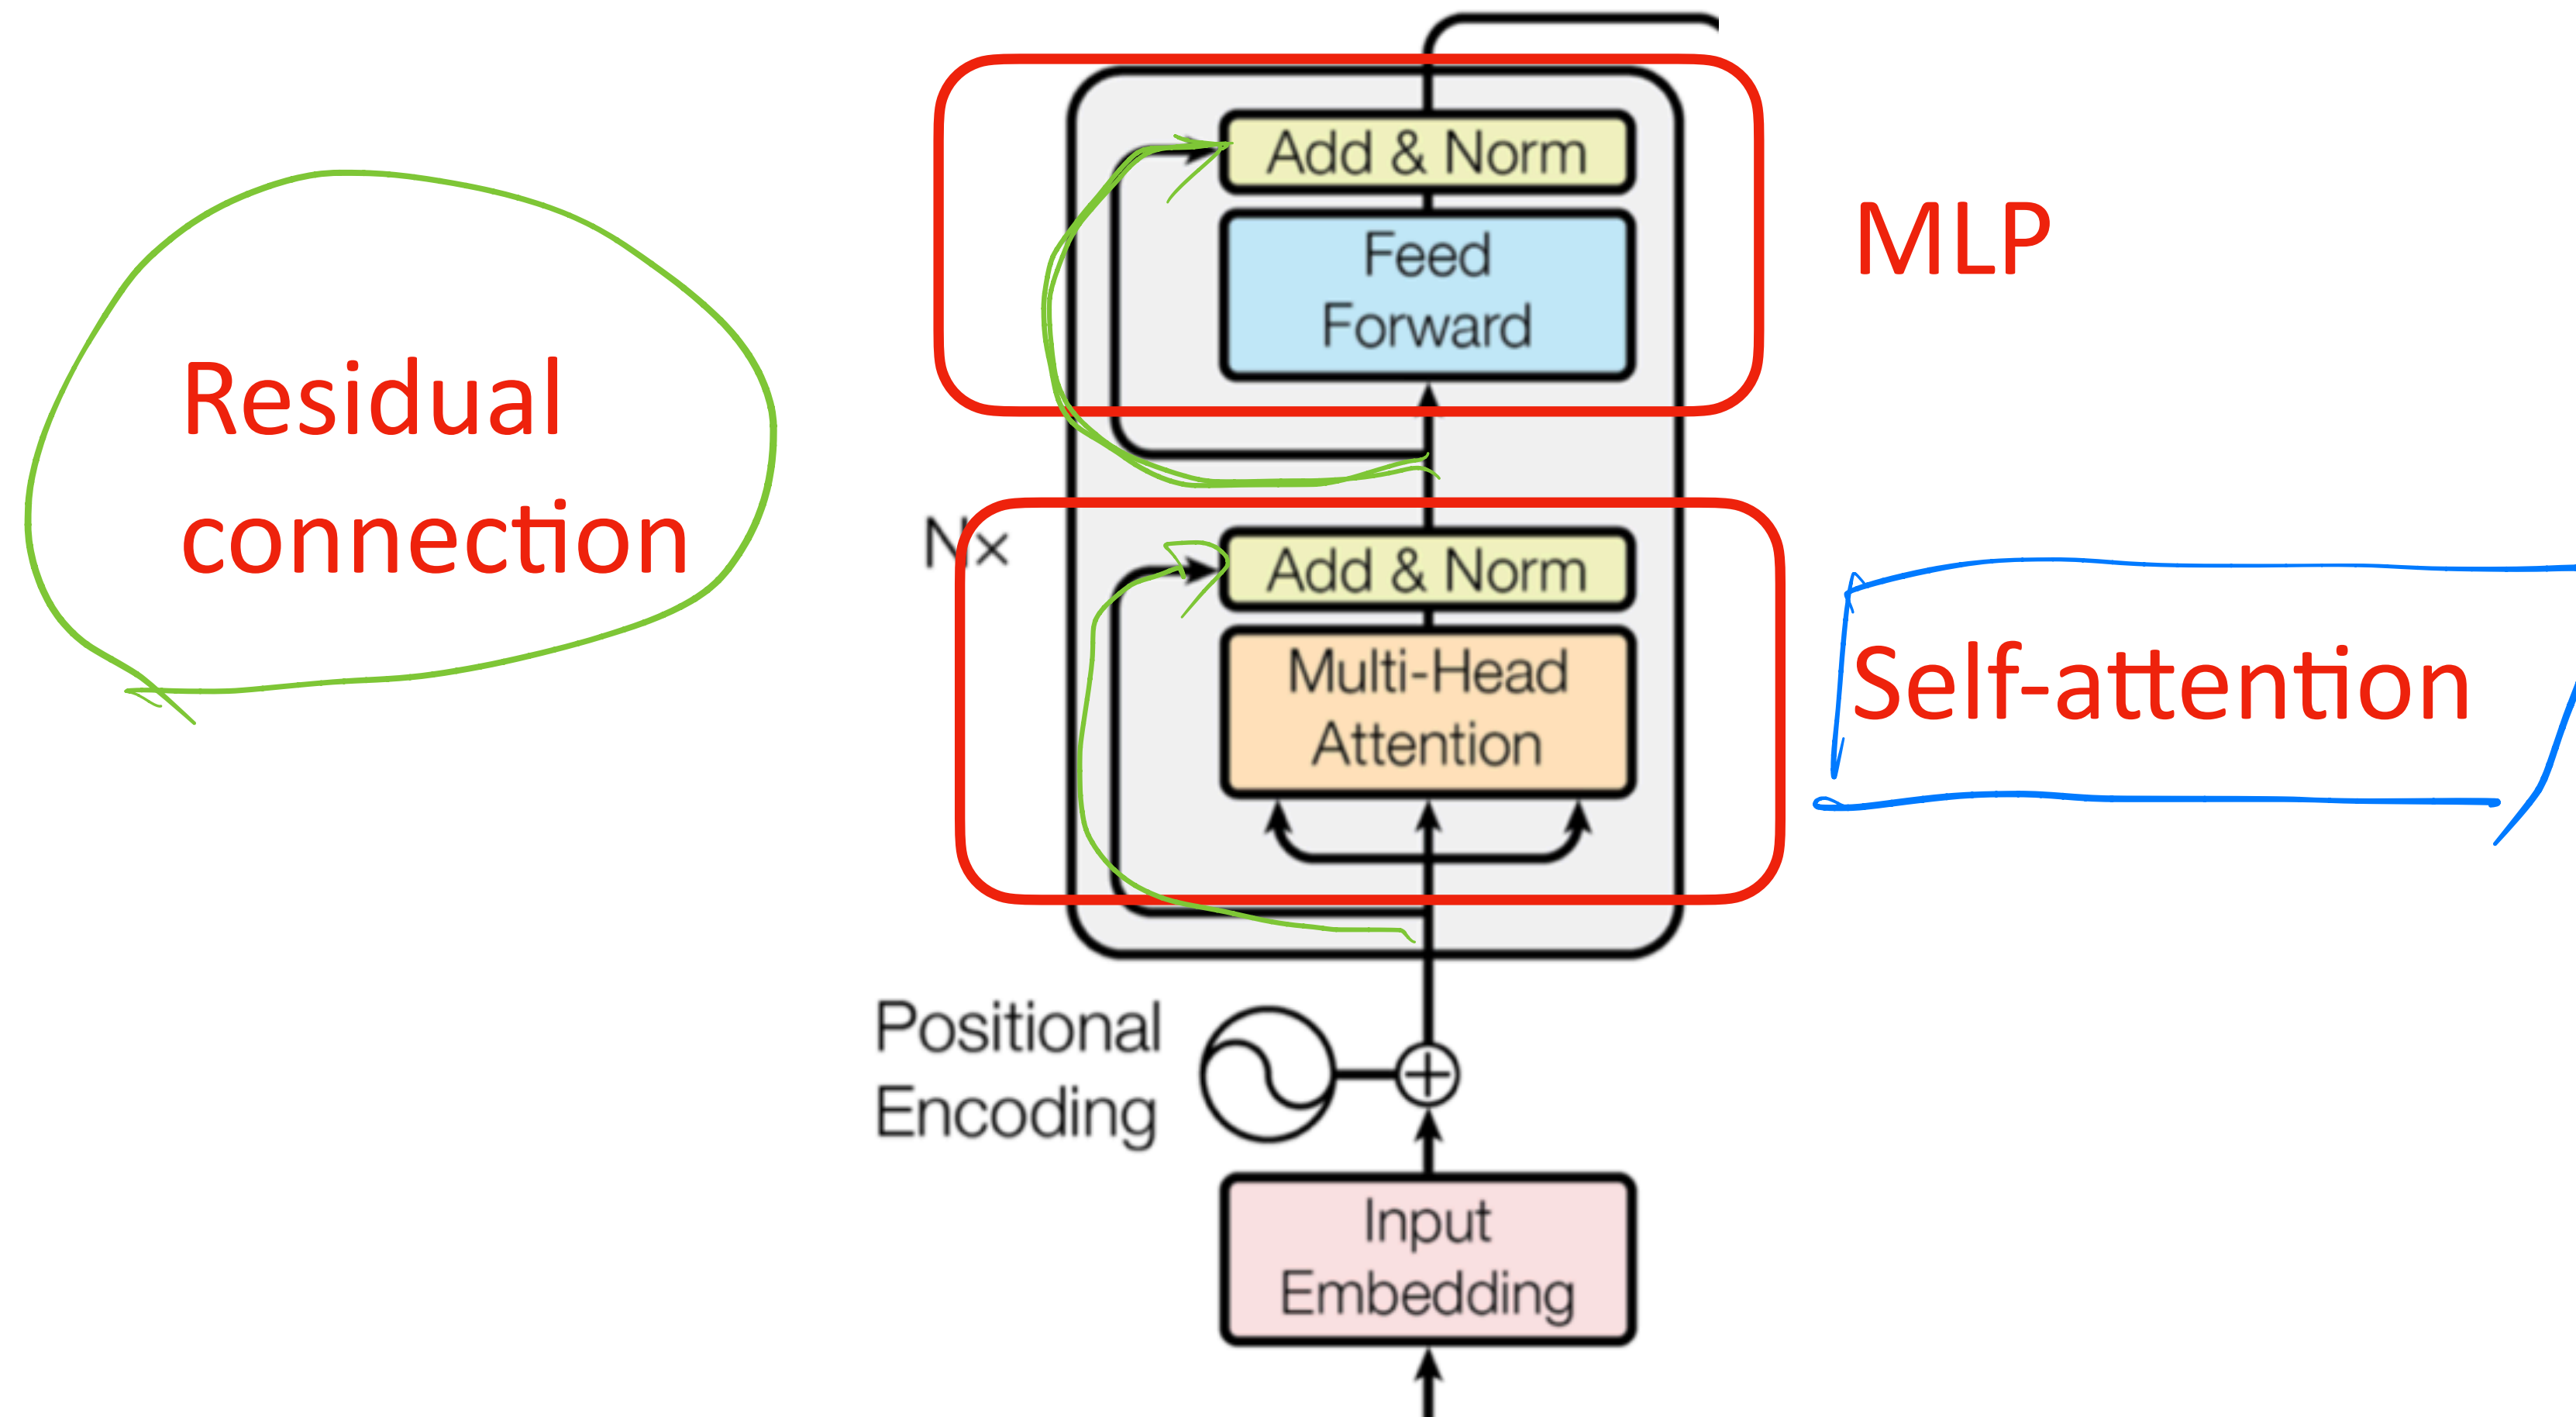 Add & Norm
Feed
Forward
MLP
Residual
connection
Nx
Add & Norm
Multi-Head
Attention
Self-attention
Positional
Encoding
Input
Embedding